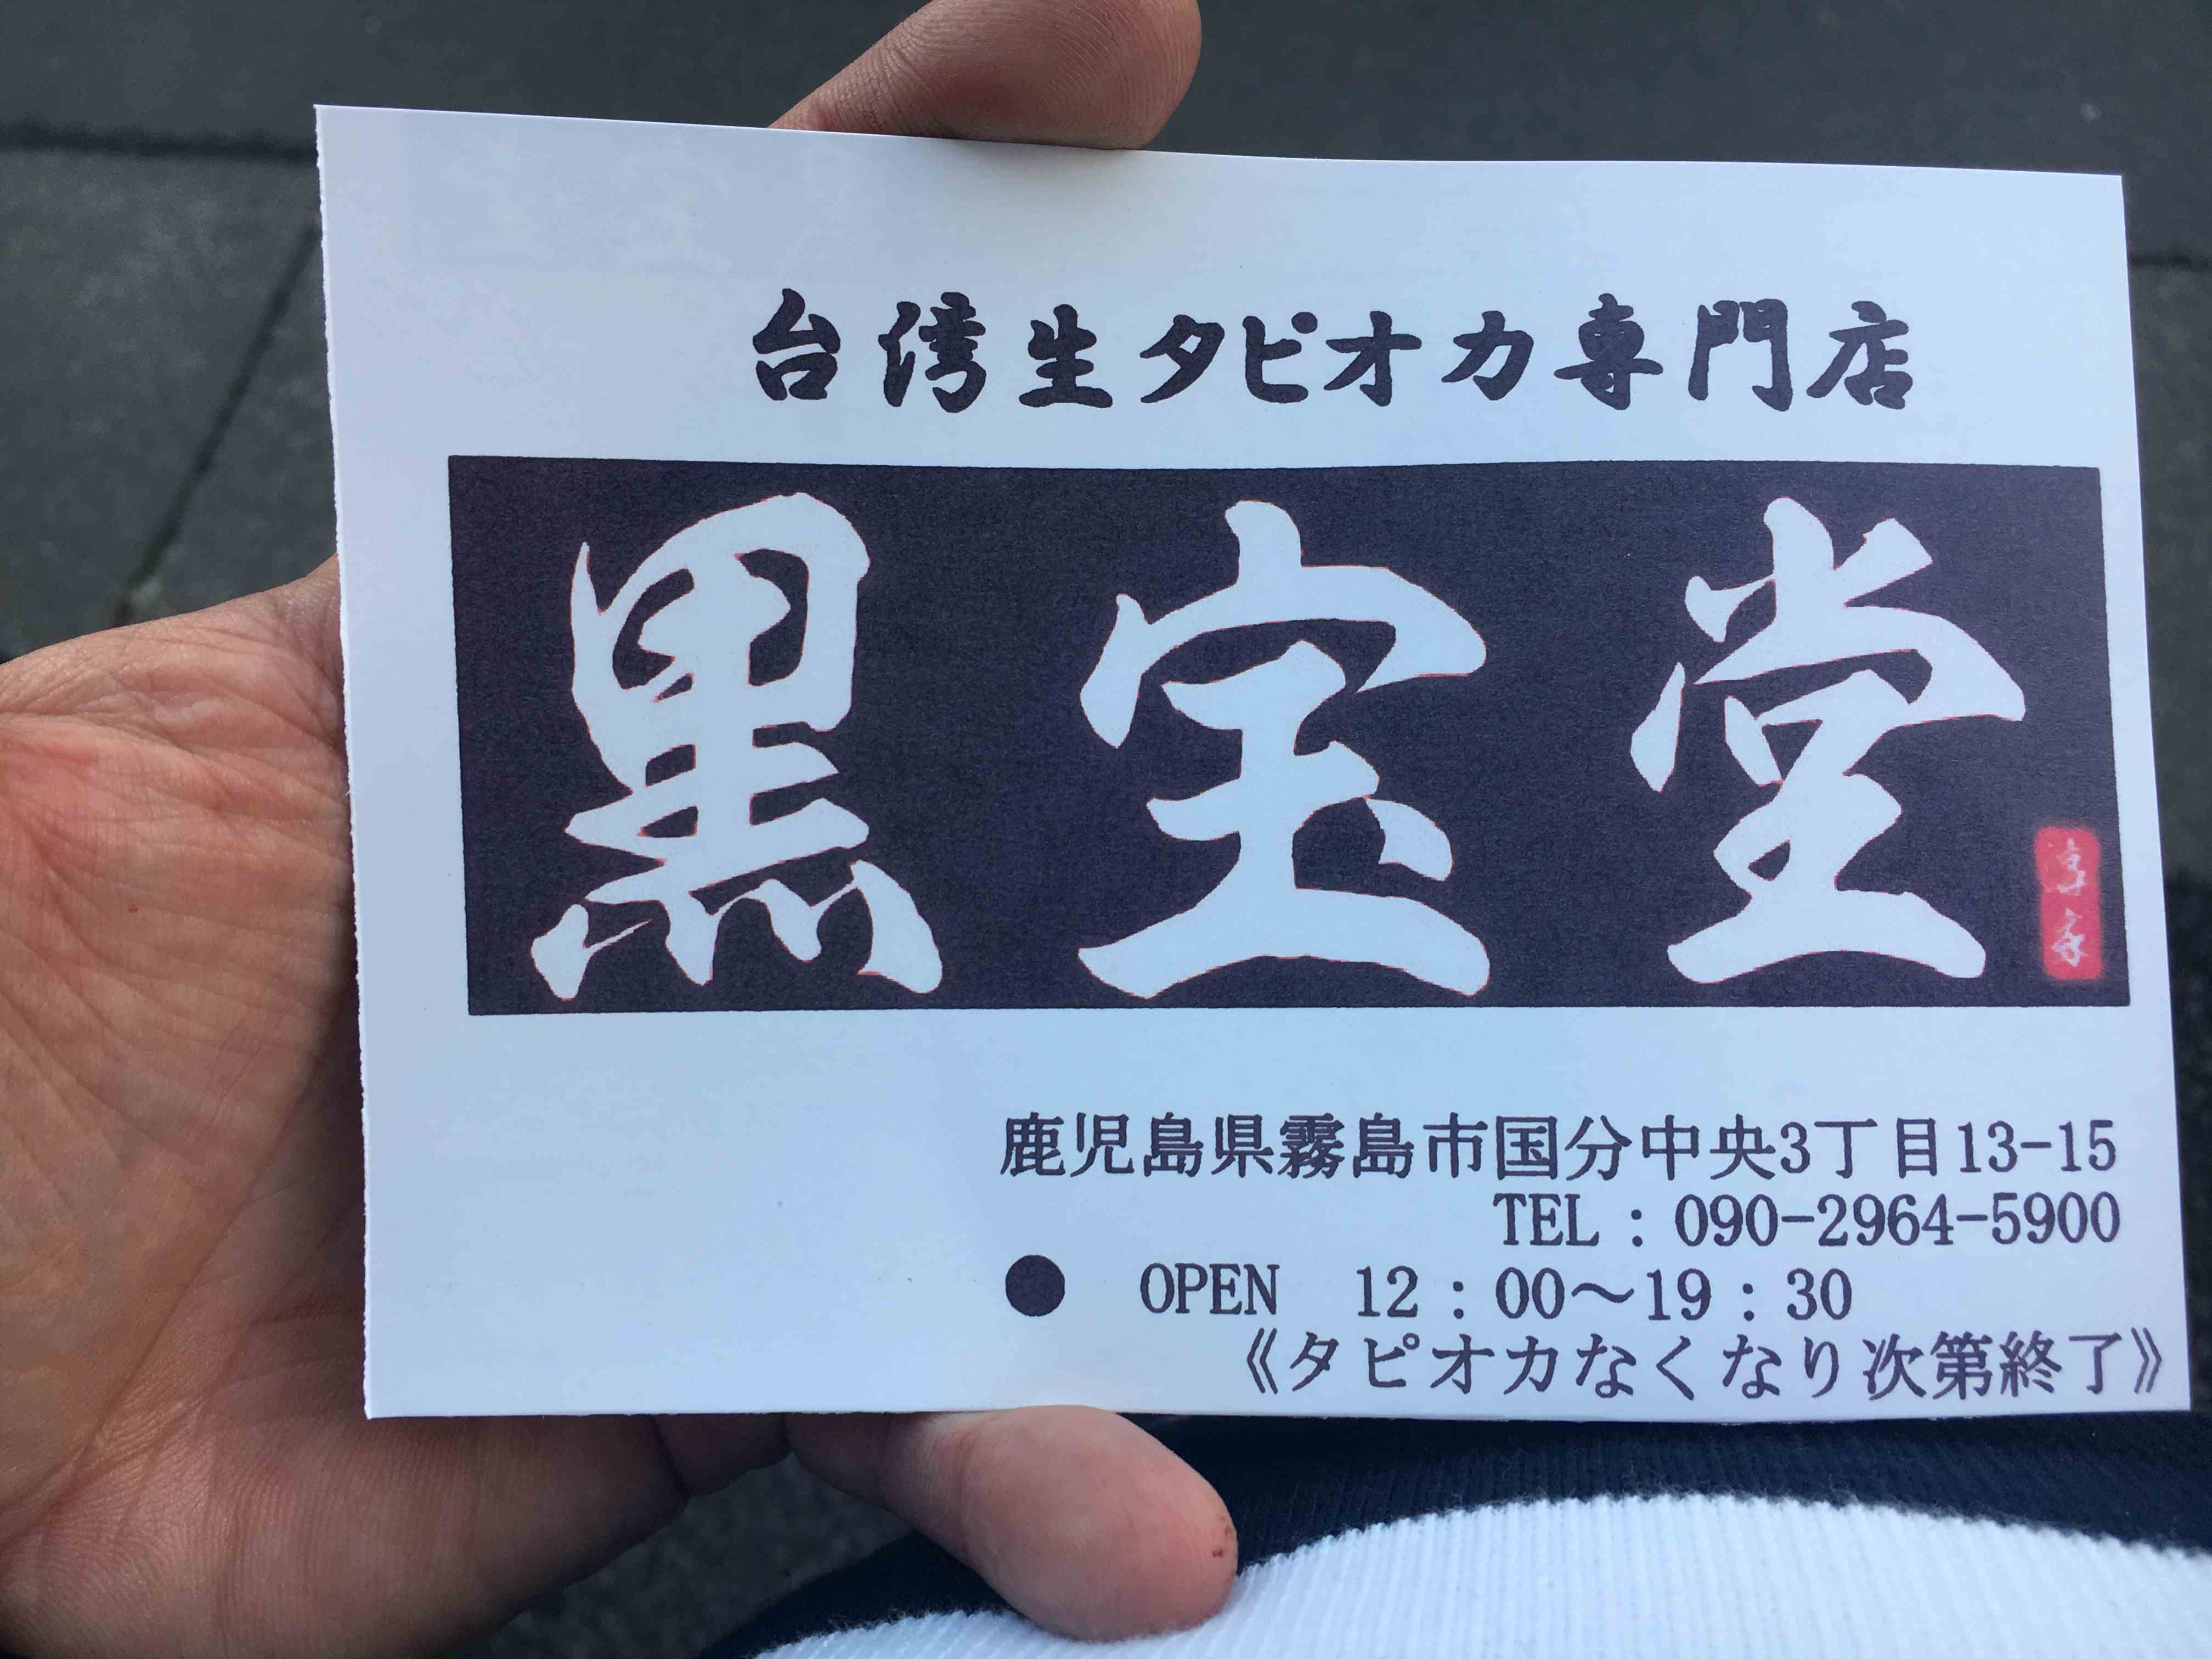 台湾生タピオカ専門店
黒宝堂
鹿児島県霧島市国分中央3丁目13-15
TEL：090-2964-5900
● OPEN 12：00～19：30
《タピオカなくなり次第終了》